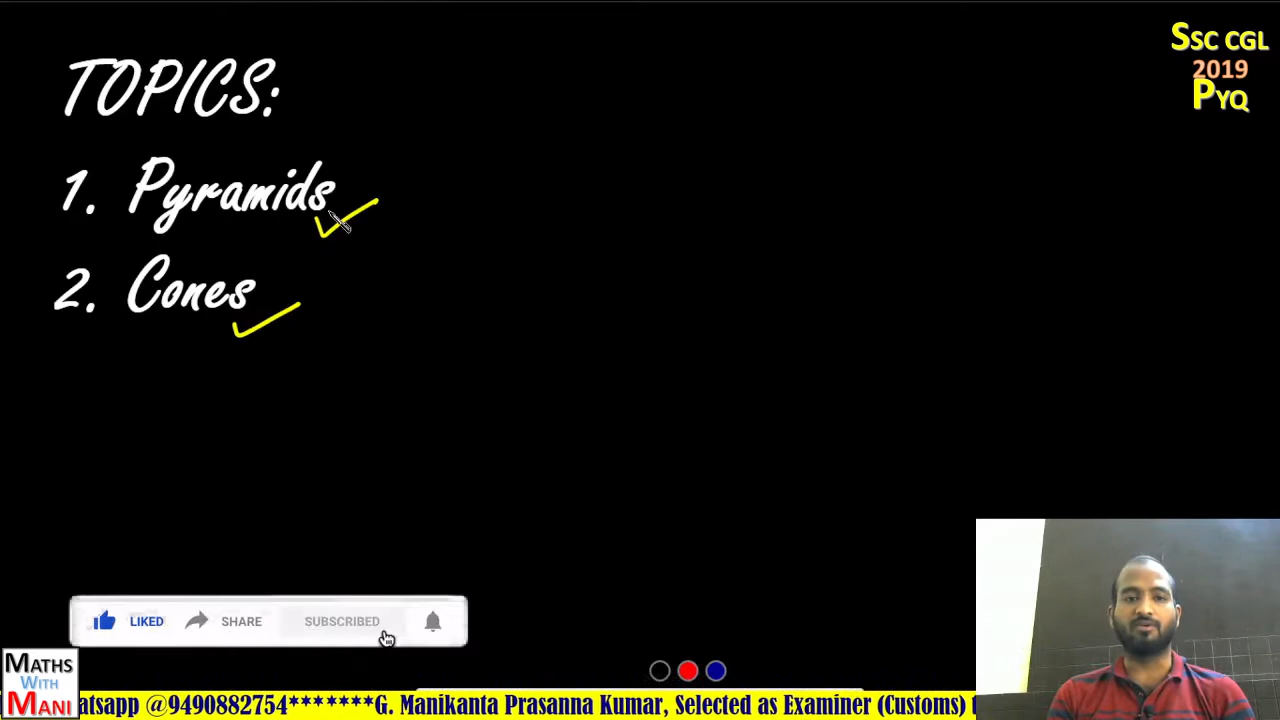 TOPICS:
1. Pyramids
2. Cones
SSC CGL
2019
PYQ
LIKED SHARE SUBSCRIBED
MATHS
WITH
MANI
atsapp @9490882754*******G. Manikanta Prasanna Kumar, Selected as Examiner (Customs) t